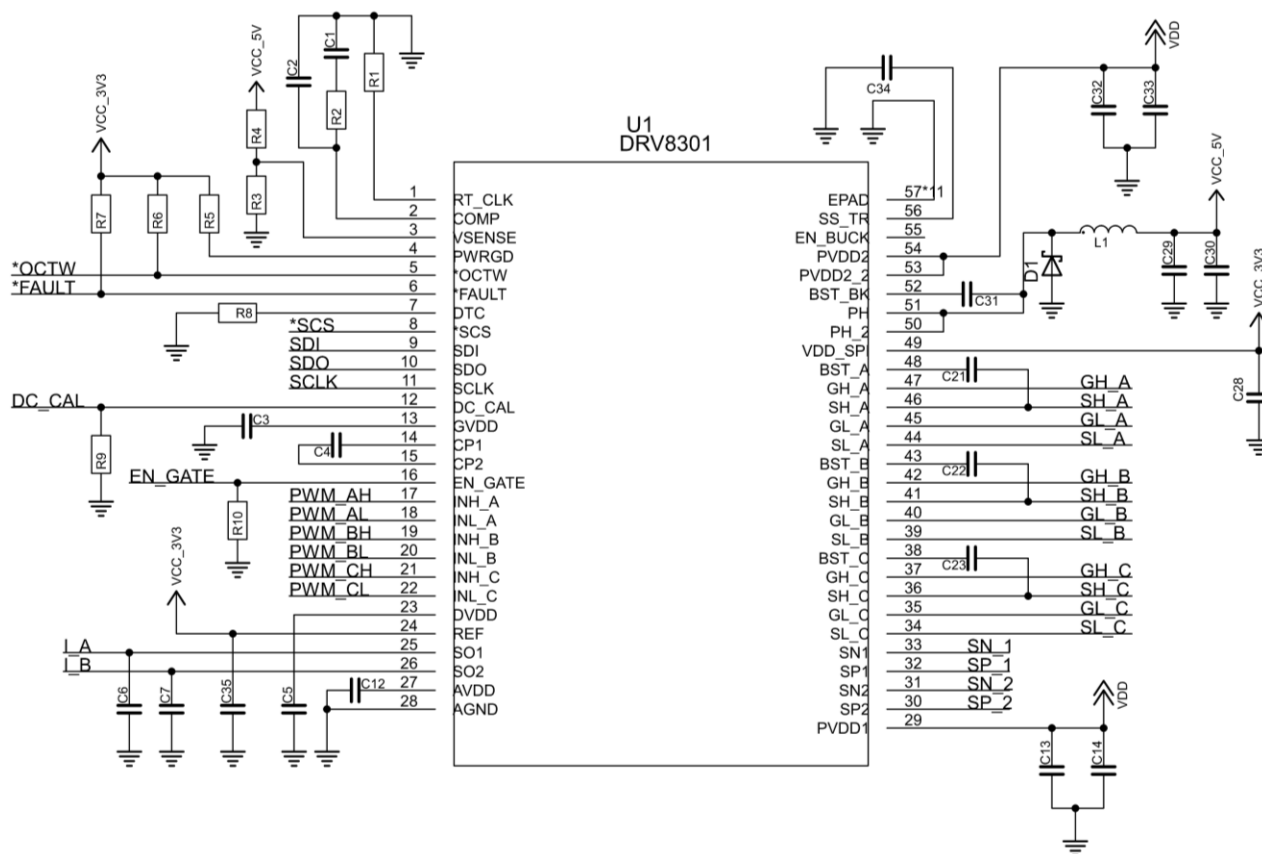 VCC_5V
VDD
C1
C2
R1
C34
C32
C33
VCC_3V3
R4
R2
U1
DRV8301
VCC_5V
R7
R6
R5
R3
1
RT_CLK
2
COMP
3
VSENSE
4
PWRGD
*OCTW
5
*OCTW
*FAULT
6
*FAULT
R8
7
DTC
*SCS
8
*SCS
SDI
9
SDI
SDO
10
SDO
SCLK
11
SCLK
DC_CAL
12
DC_CAL
C3
13
GVDD
C4
14
CP1
15
CP2
R9
EN_GATE
16
EN_GATE
R10
PWM_AH
17
INH_A
PWM_AL
18
INL_A
PWM_BH
19
INH_B
PWM_BL
20
INL_B
PWM_CH
21
INH_C
PWM_CL
22
INL_C
VCC_3V3
23
DVDD
24
REF
I_A
25
SO1
I_B
26
SO2
C12
27
AVDD
28
AGND
C6
C7
C35
C5
EPAD
57*11
SS_TR
56
EN_BUCK
55
PVDD2
54
PVDD2_2
53
BST_BK
52
C31
D1
L1
C29
C30
PH
51
PH_2
50
VCC_3V3
VDD_SPI
49
BST_A
48
C21
GH_A
47
GH_A
SH_A
46
SH_A
C28
GL_A
45
GL_A
SL_A
44
SL_A
BST_B
43
C22
GH_B
42
GH_B
SH_B
41
SH_B
GL_B
40
GL_B
SL_B
39
SL_B
BST_C
38
C23
GH_C
37
GH_C
SH_C
36
SH_C
GL_C
35
GL_C
SL_C
34
SL_C
SN1
33
SN_1
SP1
32
SP_1
SN2
31
SN_2
SP2
30
SP_2
PVDD1
29
VDD
C13
C14